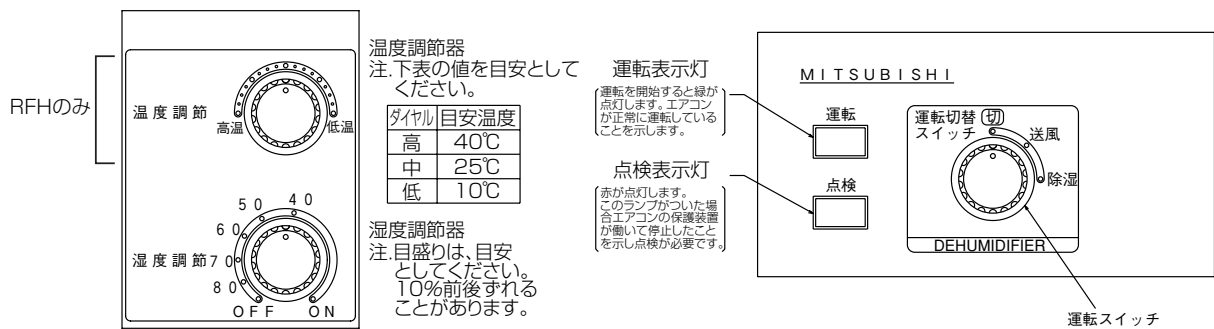 RFHのみ
温度調節
高温
低温
温度調節器
注.下表の値を目安として
ください。
ダイヤル 目安温度
高 40℃
中 25℃
低 10℃
湿度調節
80
70
60
50
40
OFF
ON
湿度調節器
注.目盛りは、目安
としてください。
10%前後ずれる
ことがあります。
運転表示灯
運転を開始すると緑が
点灯します。エアコン
が正常に運転している
ことを示します。
点検表示灯
赤が点灯します。
このランプがついた場
合エアコンの保護装置
が働いて停止したこと
を示し点検が必要です。
MITSUBISHI
運転
点検
運転切替 切
スイッチ
送風
除湿
DEHUMIDIFIER
運転スイッチ